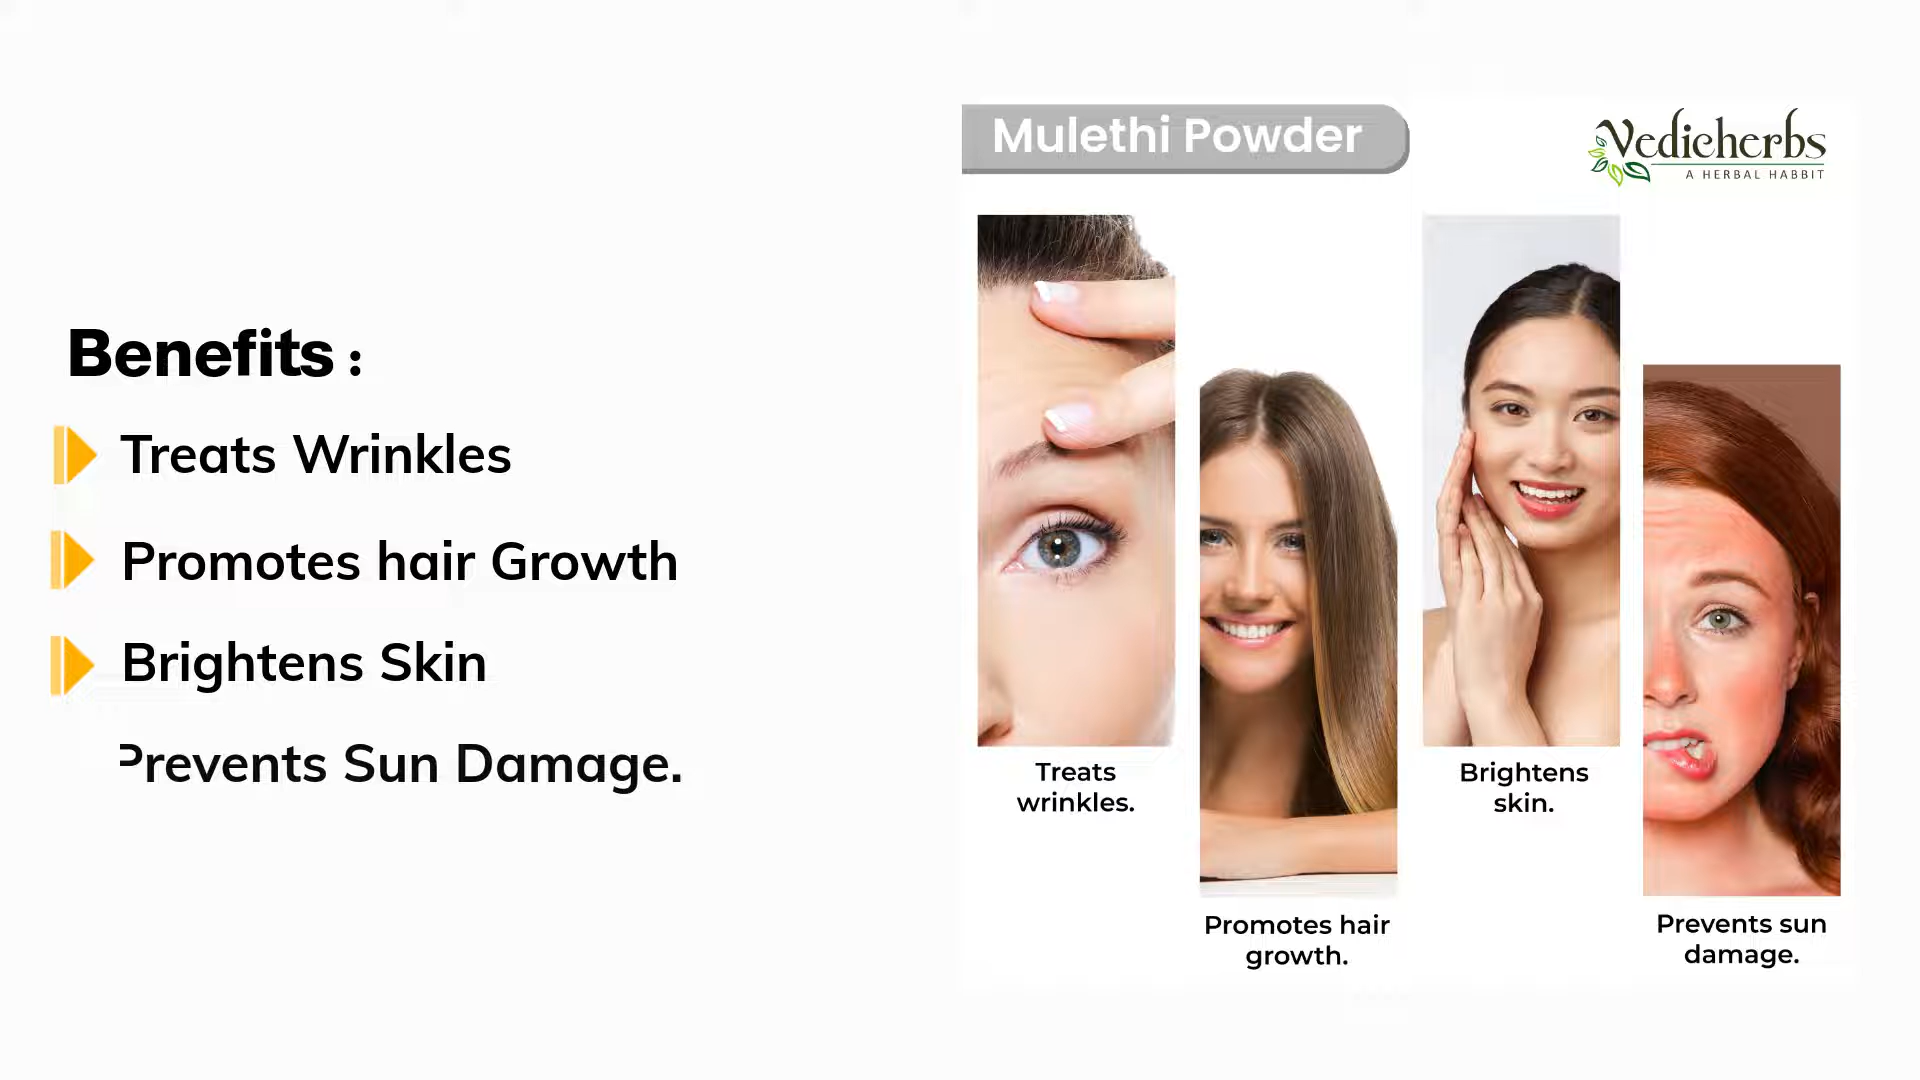 Benefits :
Treats Wrinkles
Promotes hair Growth
Brightens Skin
Prevents Sun Damage.
Mulethi Powder
Vedicherbs
A HERBAL HABBIT
Treats
wrinkles.
Promotes hair
growth.
Brightens
skin.
Prevents sun
damage.